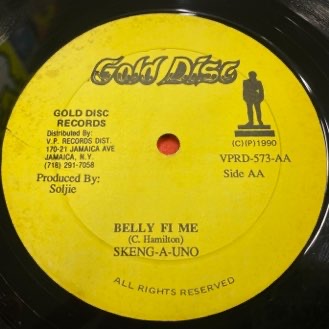 GOLD DISC
GOLD DISC
RECORDS
Distributed By:
V.P. RECORDS DIST.
170-21 JAMAICA AVE
JAMAICA, N.Y.
(718) 291-7058
Produced By:
Soljie
(C)(P)1990
VPRD-573-AA
Side AA
BELLY FI ME
(C. Hamilton)
SKENG-A-UNO
ALL RIGHTS RESERVED